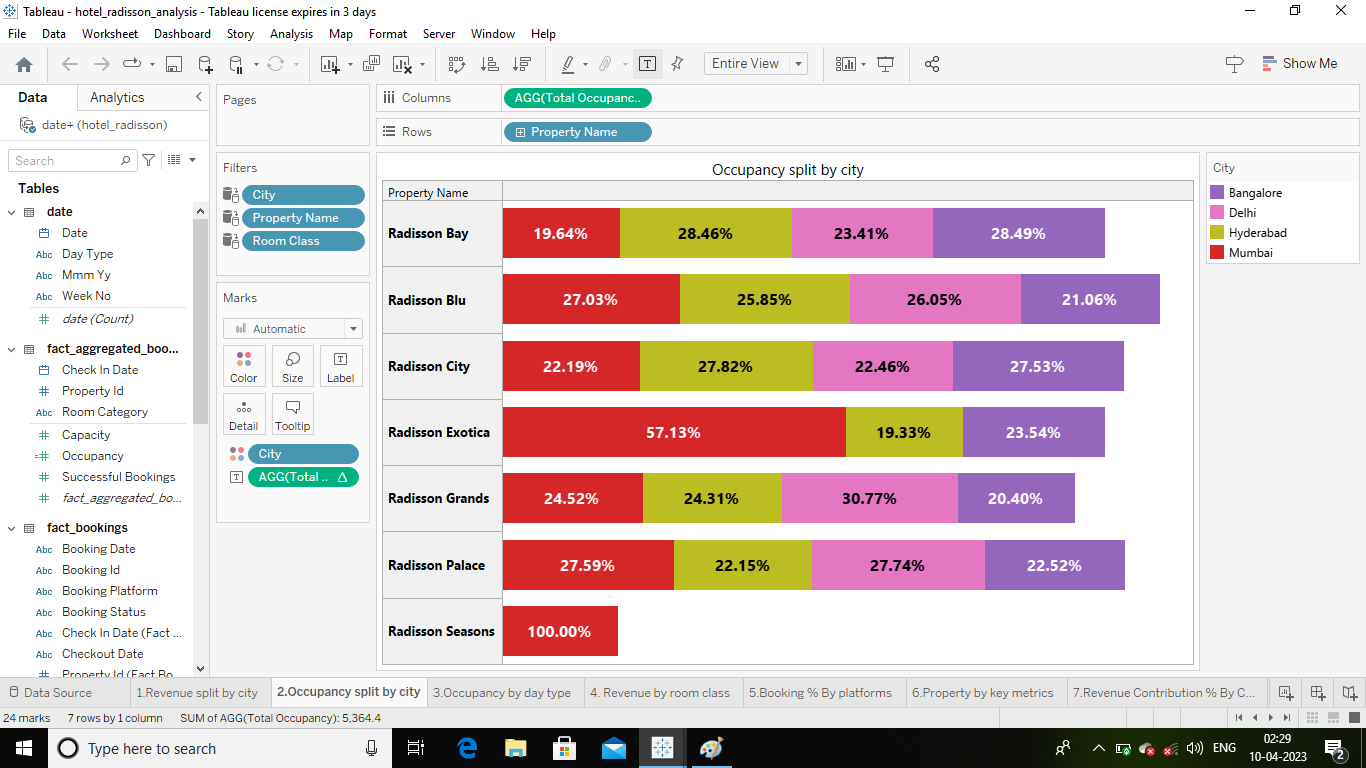 Tableau - hotel_radisson_analysis - Tableau license expires in 3 days
File Data Worksheet Dashboard Story Analysis Map Format Server Window Help
Entire View
Show Me
Data Analytics
date+ (hotel_radisson)
Search
Tables
date
Date
Abc Day Type
Abc Mmm Yy
Abc Week No
date (Count)
fact_aggregated_boo...
Check In Date
Property Id
Abc Room Category
Capacity
Occupancy
Successful Bookings
fact_aggregated_bo...
fact_bookings
Abc Booking Date
Abc Booking Id
Abc Booking Platform
Abc Booking Status
Abc Check In Date (Fact ...
Abc Checkout Date
Property Id (Fact Bo...
Pages
Filters
City
Property Name
Room Class
Marks
Automatic
Color Size Label
Detail Tooltip
City
AGG(Total ..
Columns AGG(Total Occupanc..
Rows Property Name
Occupancy split by city
Property Name
Radisson Bay 19.64% 28.46% 23.41% 28.49%
Radisson Blu 27.03% 25.85% 26.05% 21.06%
Radisson City 22.19% 27.82% 22.46% 27.53%
Radisson Exotica 57.13% 19.33% 23.54%
Radisson Grands 24.52% 24.31% 30.77% 20.40%
Radisson Palace 27.59% 22.15% 27.74% 22.52%
Radisson Seasons 100.00%
City
Bangalore
Delhi
Hyderabad
Mumbai
Data Source 1.Revenue split by city 2.Occupancy split by city 3.Occupancy by day type 4. Revenue by room class 5.Booking % By platforms 6.Property by key metrics 7.Revenue Contribution % By C...
24 marks 7 rows by 1 column SUM of AGG(Total Occupancy): 5,364.4
Type here to search
ENG
02:29
10-04-2023
2